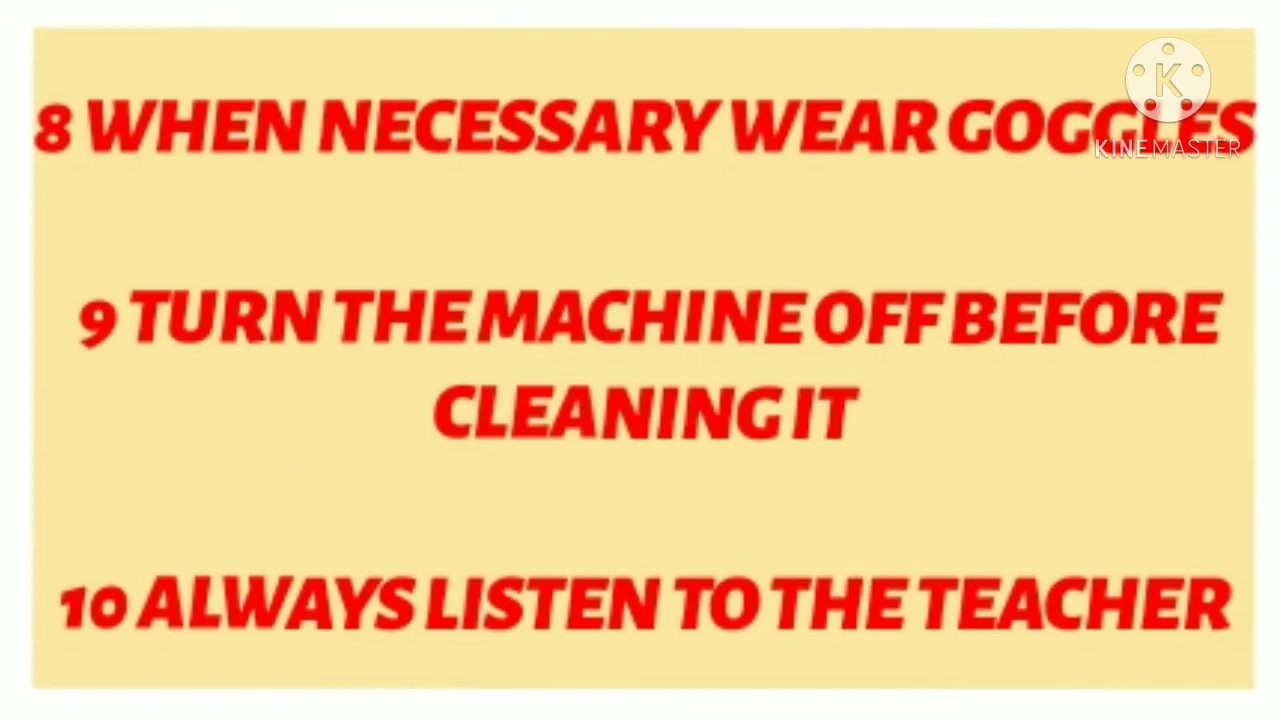 8 WHEN NECESSARY WEAR GOGGLES
K
KINEMASTER
9 TURN THE MACHINE OFF BEFORE
CLEANING IT
10 ALWAYS LISTEN TO THE TEACHER